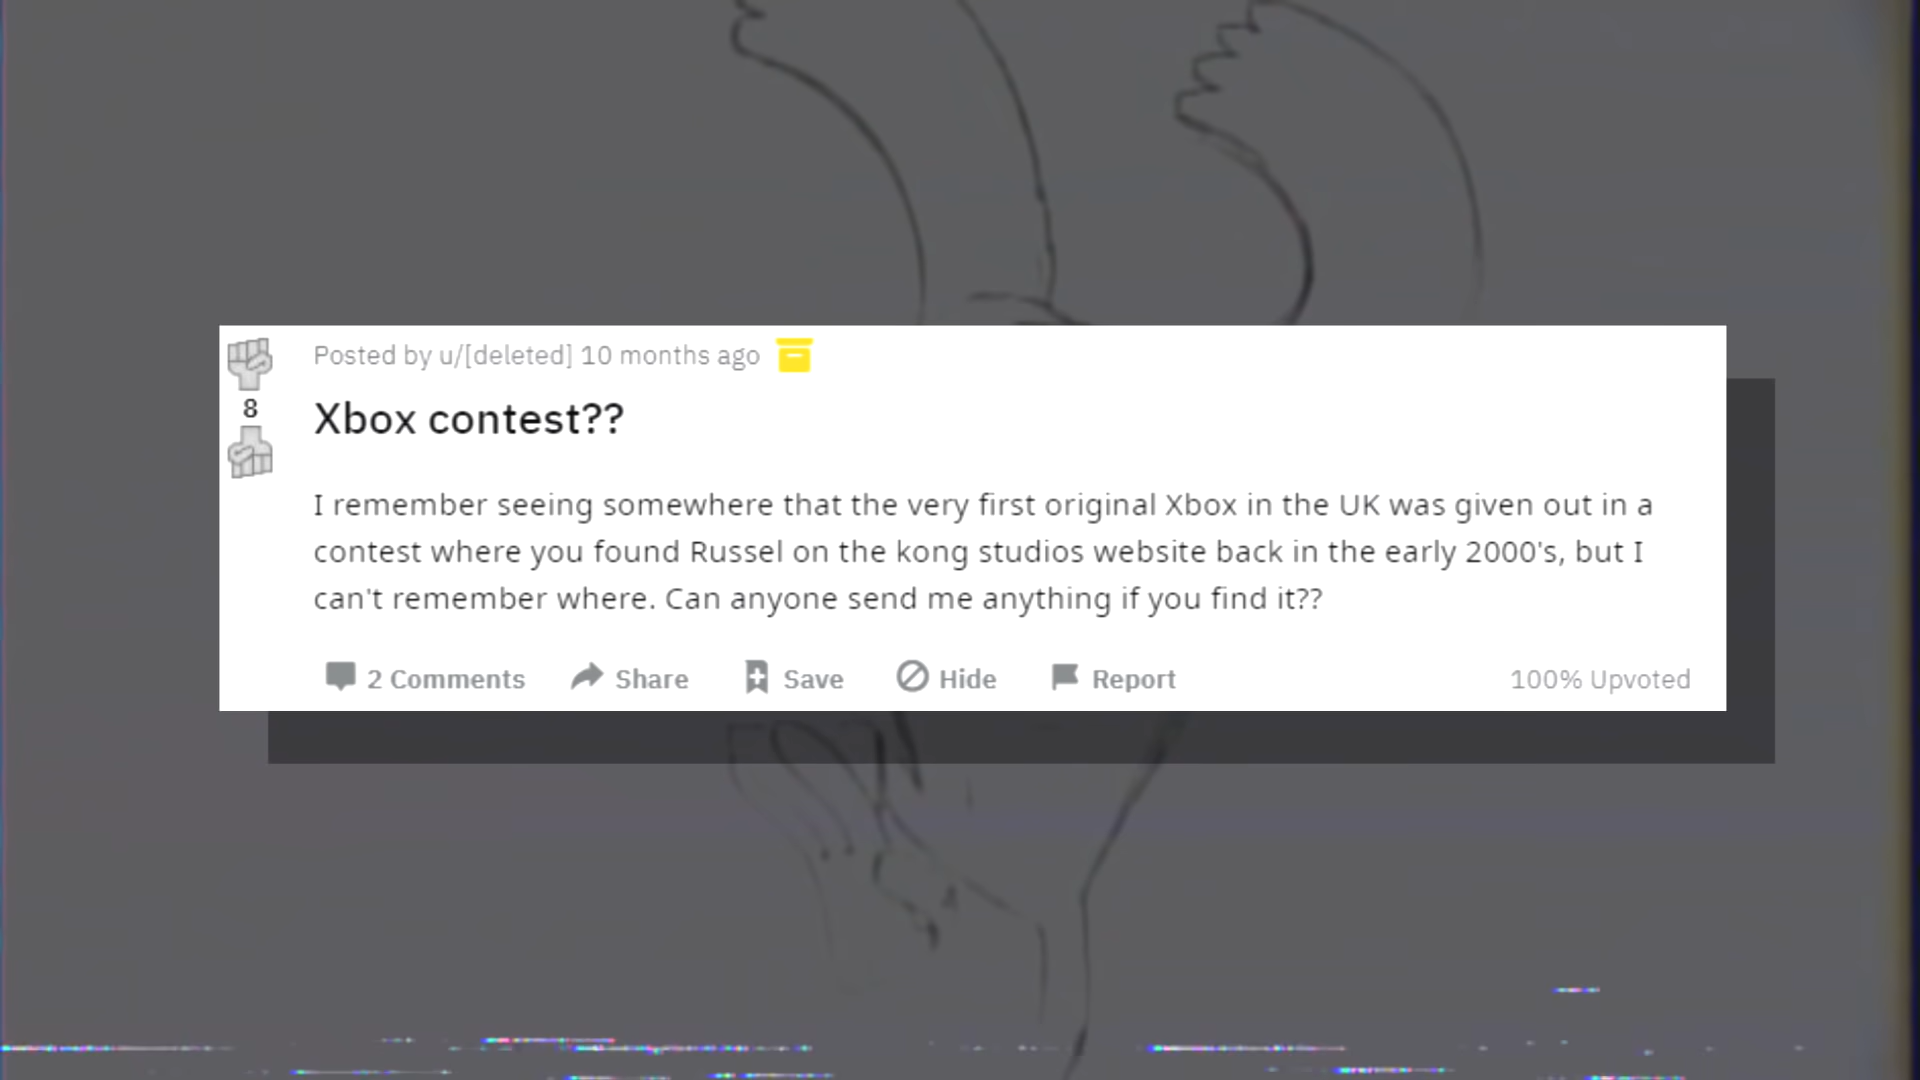 Posted by u/[deleted] 10 months ago
8
Xbox contest??
I remember seeing somewhere that the very first original Xbox in the UK was given out in a
contest where you found Russel on the kong studios website back in the early 2000's, but I
can't remember where. Can anyone send me anything if you find it??
2 Comments Share Save Hide Report 100% Upvoted